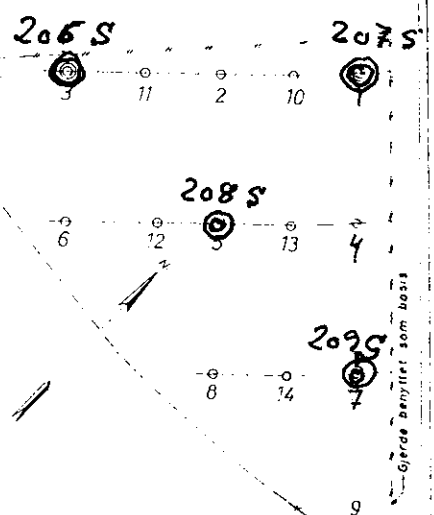 206 S 207 S
3 11 2 10 1
208 S
6 12 5 13 4
N
209 S
8 14 7
9
Gjerde benyttet som basis